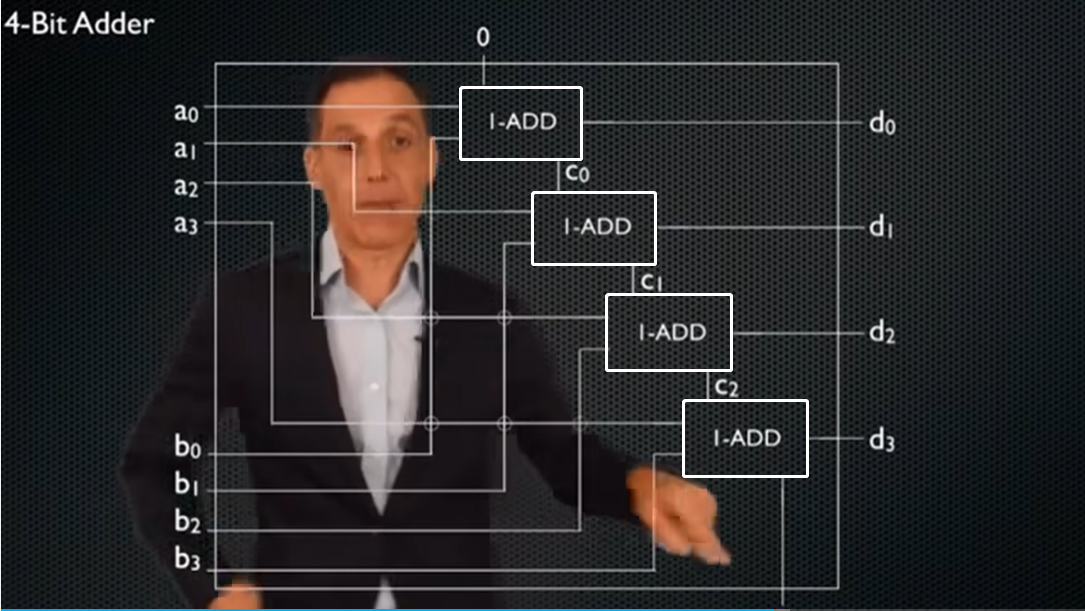 4-Bit Adder
0
a0
a1
a2
a3
1-ADD
d0
c0
1-ADD
d1
c1
1-ADD
d2
c2
1-ADD
d3
b0
b1
b2
b3